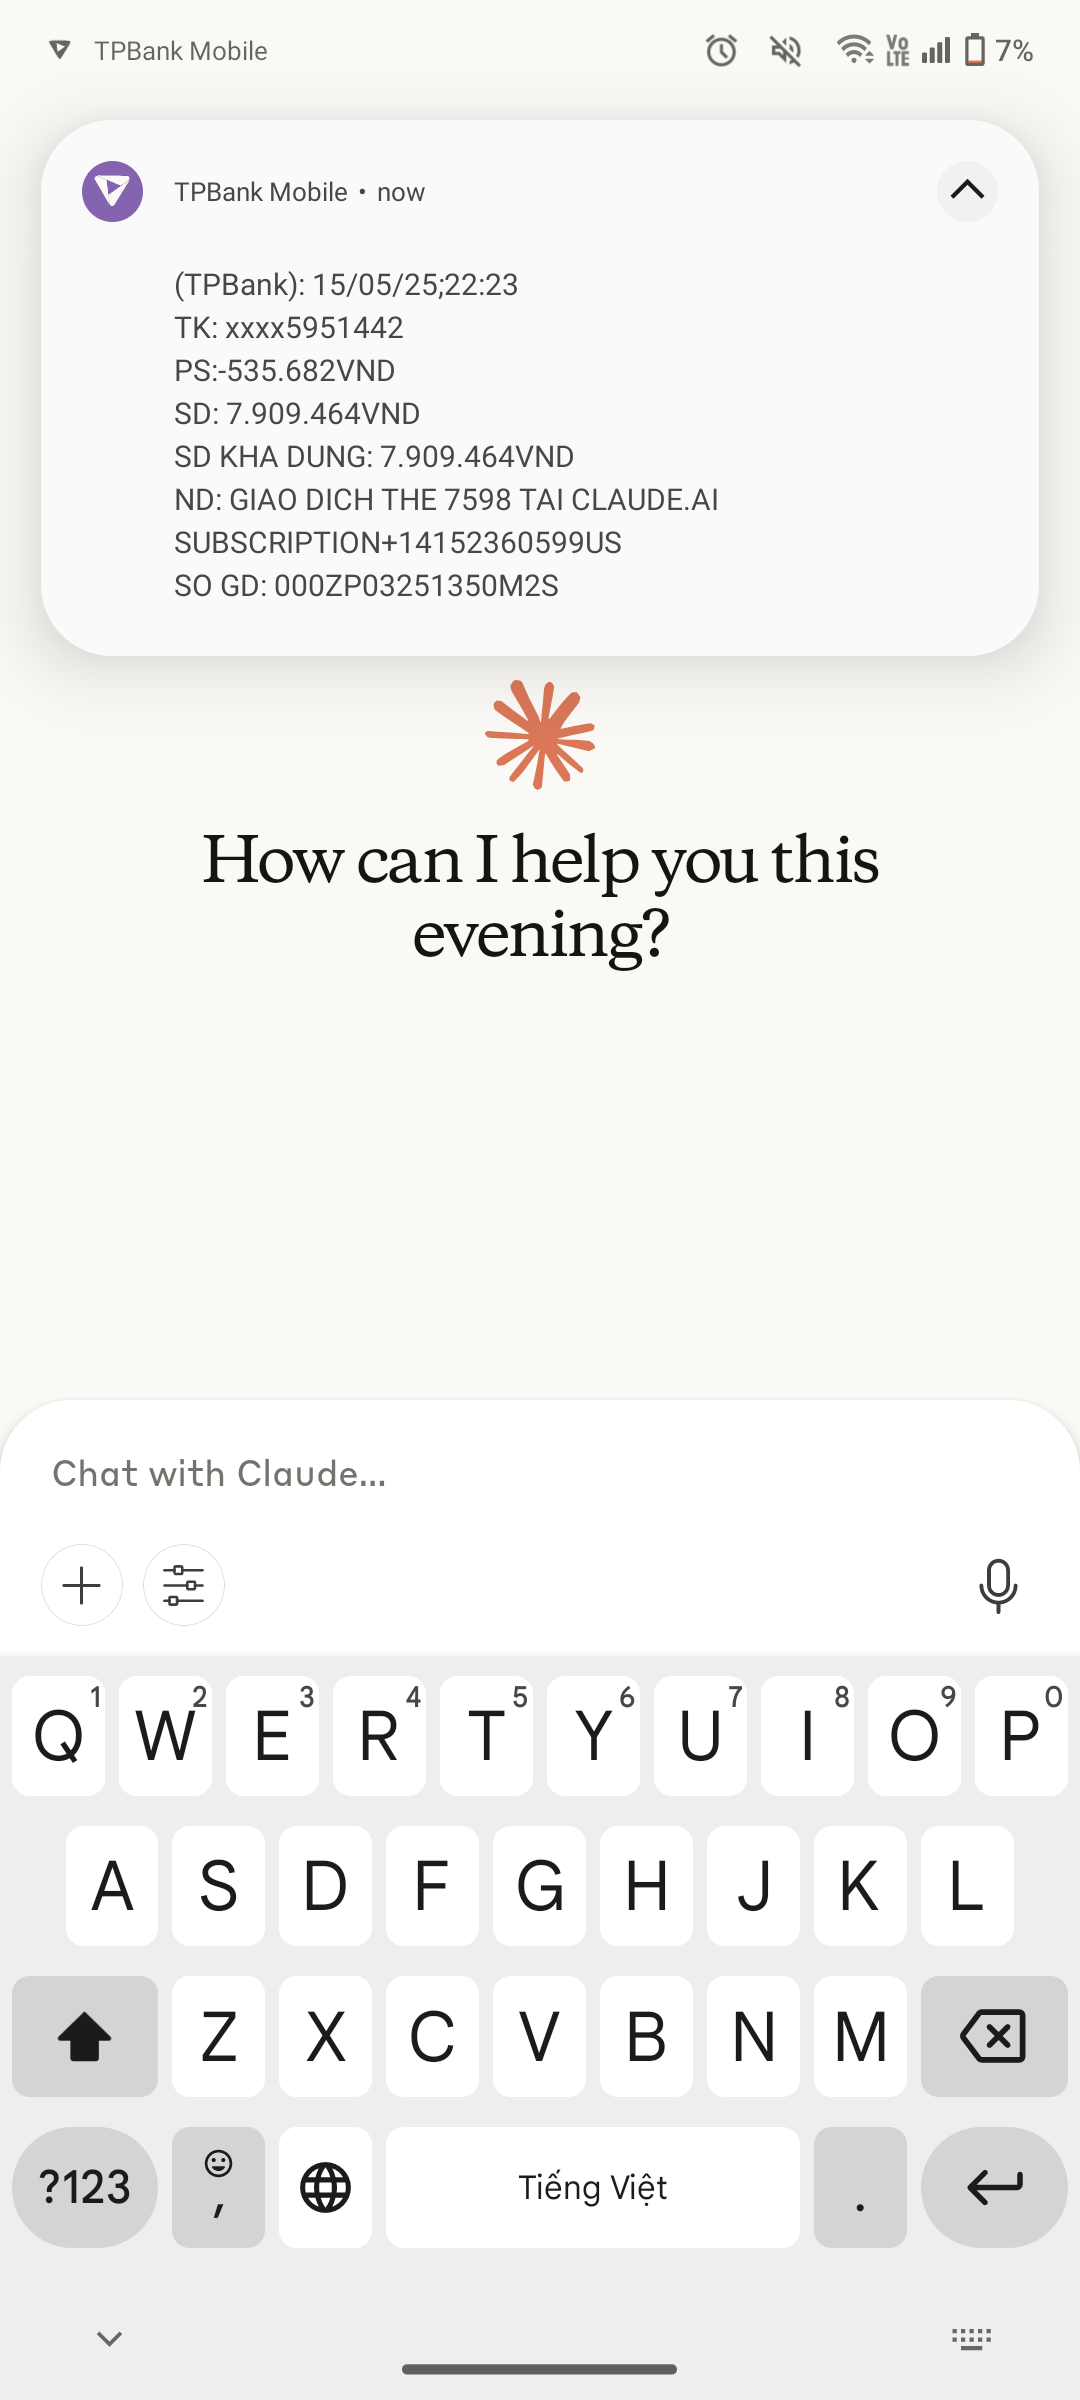 TPBank Mobile
Vo LTE 7%
TPBank Mobile • now
(TPBank): 15/05/25;22:23
TK: xxxx5951442
PS:-535.682VND
SD: 7.909.464VND
SD KHA DUNG: 7.909.464VND
ND: GIAO DICH THE 7598 TAI CLAUDE.AI
SUBSCRIPTION+14152360599US
SO GD: 000ZP03251350M2S
How can I help you this
evening?
Chat with Claude...
1 2 3 4 5 6 7 8 9 0
Q W E R T Y U I O P
A S D F G H J K L
Z X C V B N M
?123 , Tiếng Việt .